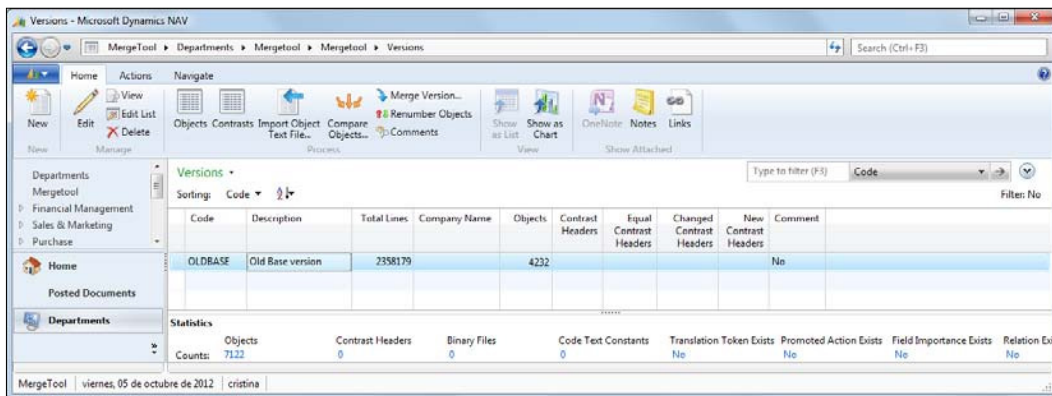 Versions - Microsoft Dynamics NAV
MergeTool ▸ Departments ▸ Mergetool ▸ Mergetool ▸ Versions
Search (Ctrl+F3)
Home Actions Navigate
New
Edit
View
Edit List
Delete
Objects
Contrasts
Import Object Text File...
Compare Objects...
Merge Version...
Renumber Objects
Comments
Show as List
Show as Chart
OneNote
Notes
Links
New Manage Process View Show Attached
Departments
Mergetool
Financial Management
Sales & Marketing
Purchase
Home
Posted Documents
Departments
Versions
Type to filter (F3) Code
Sorting: Code
Filter: No
Code Description Total Lines Company Name Objects Contrast Headers Equal Contrast Headers Changed Contrast Headers New Contrast Headers Comment
OLDBASE Old Base version 2358179 4232 No
Statistics
Objects Contrast Headers Binary Files Code Text Constants Translation Token Exists Promoted Action Exists Field Importance Exists Relation Ex
Counts: 7122 0 0 0 No No No No
MergeTool viernes, 05 de octubre de 2012 cristina